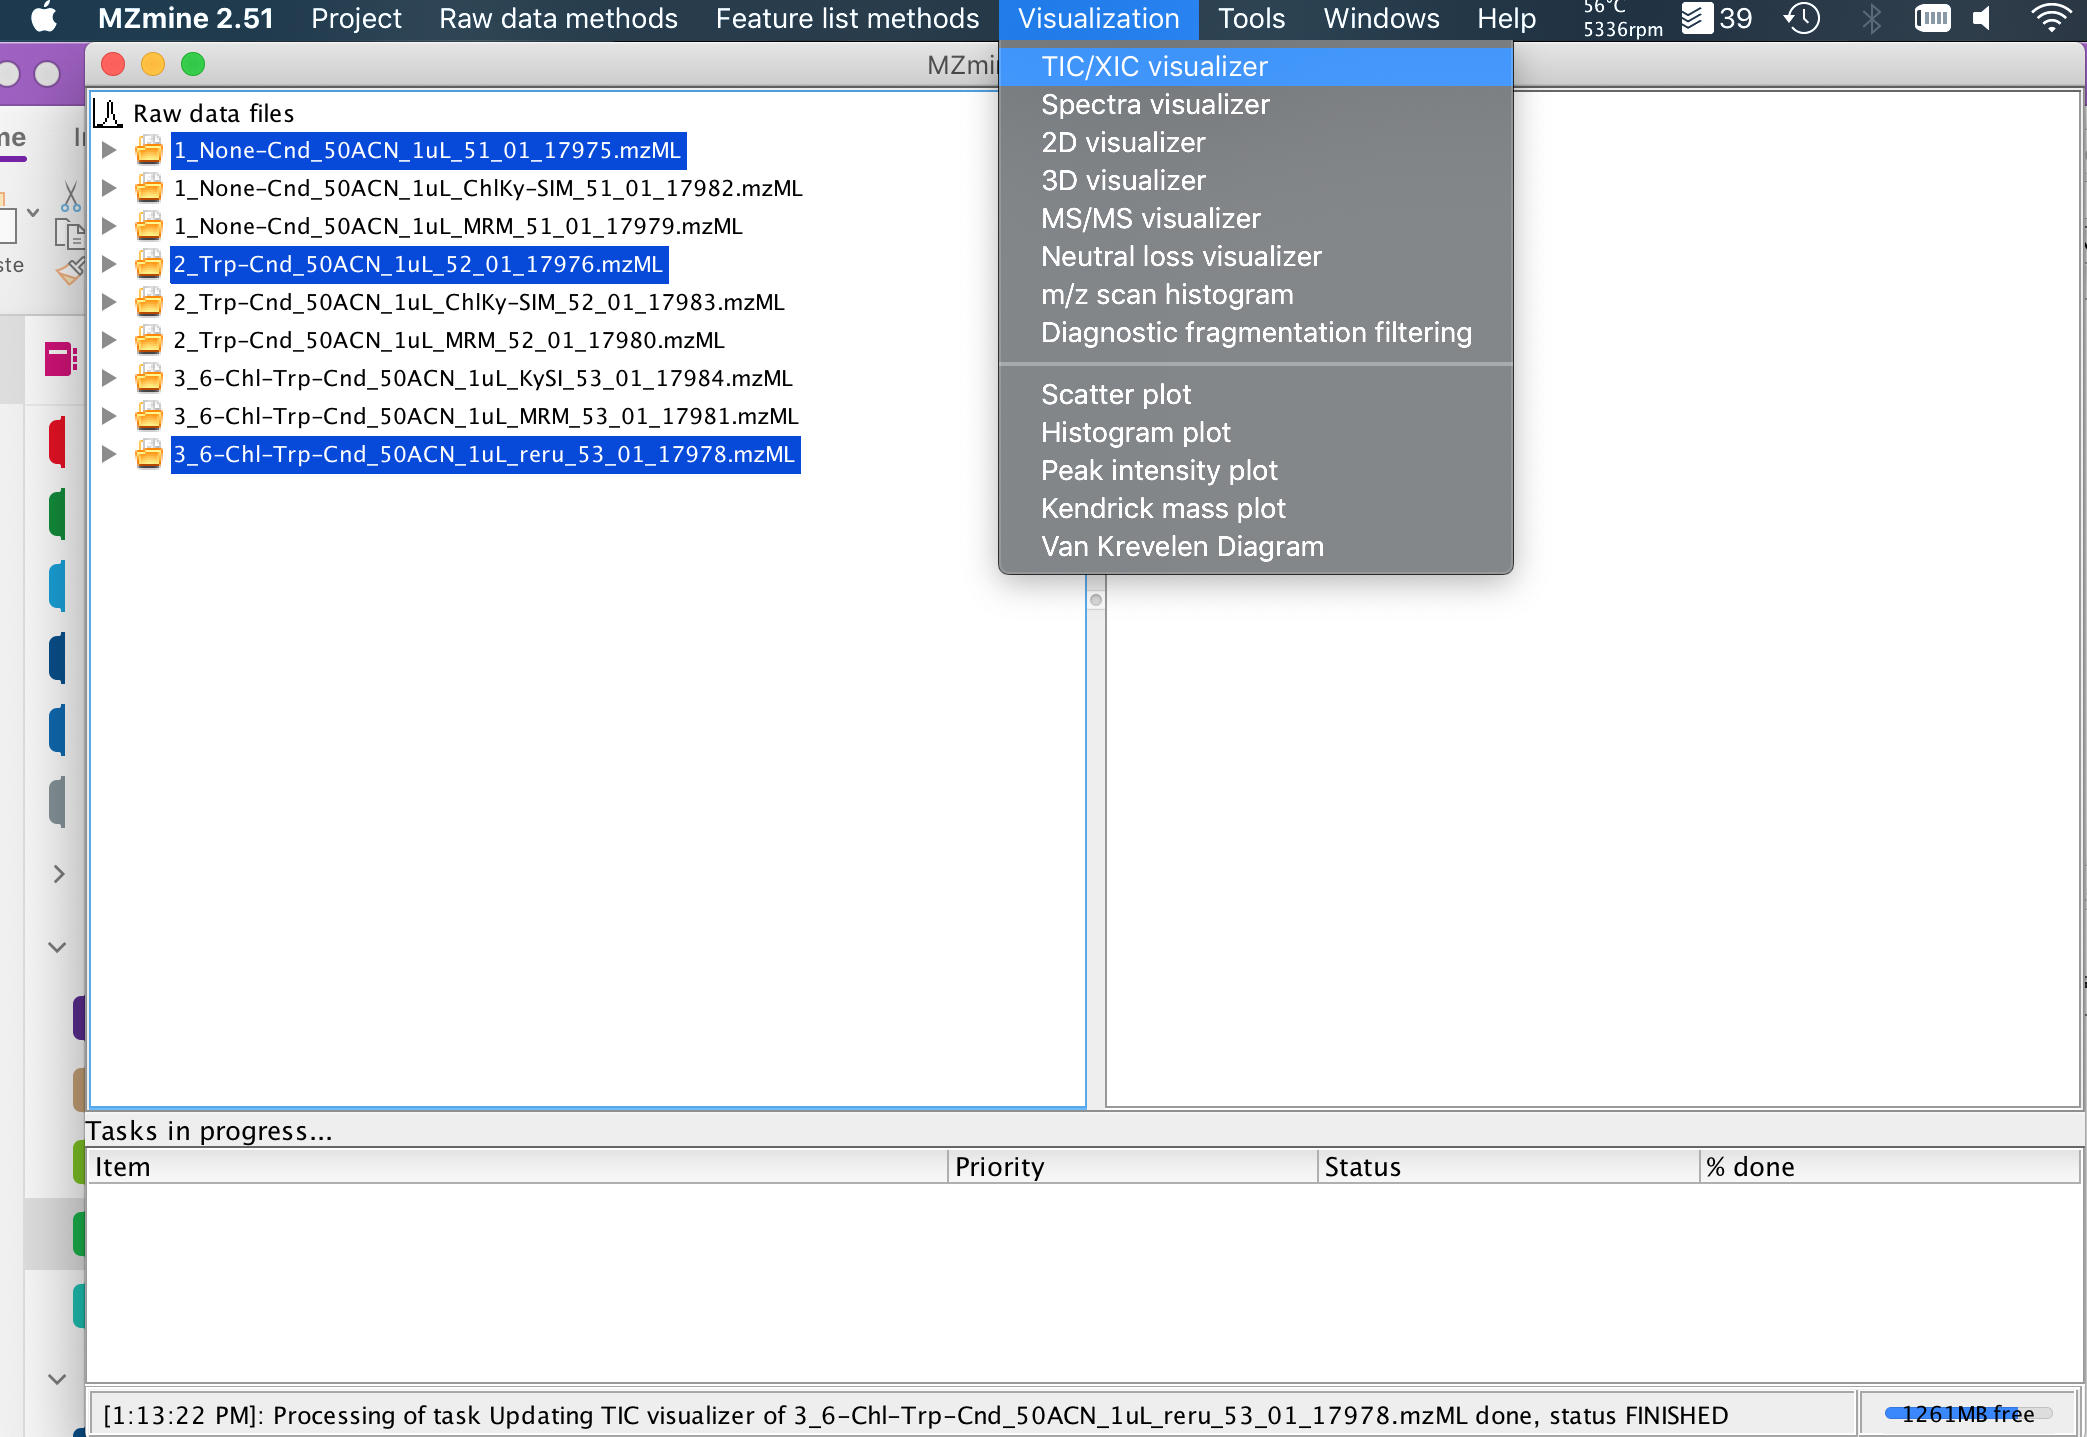 MZmine 2.51 Project Raw data methods Feature list methods Visualization Tools Windows Help 56°C 5336rpm 39
MZmi
TIC/XIC visualizer
Spectra visualizer
2D visualizer
3D visualizer
MS/MS visualizer
Neutral loss visualizer
m/z scan histogram
Diagnostic fragmentation filtering
Scatter plot
Histogram plot
Peak intensity plot
Kendrick mass plot
Van Krevelen Diagram
Raw data files
1_None-Cnd_50ACN_1uL_51_01_17975.mzML
1_None-Cnd_50ACN_1uL_ChlKy-SIM_51_01_17982.mzML
1_None-Cnd_50ACN_1uL_MRM_51_01_17979.mzML
2_Trp-Cnd_50ACN_1uL_52_01_17976.mzML
2_Trp-Cnd_50ACN_1uL_ChlKy-SIM_52_01_17983.mzML
2_Trp-Cnd_50ACN_1uL_MRM_52_01_17980.mzML
3_6-Chl-Trp-Cnd_50ACN_1uL_KySI_53_01_17984.mzML
3_6-Chl-Trp-Cnd_50ACN_1uL_MRM_53_01_17981.mzML
3_6-Chl-Trp-Cnd_50ACN_1uL_reru_53_01_17978.mzML
me
ste
Tasks in progress...
Item Priority Status % done
[1:13:22 PM]: Processing of task Updating TIC visualizer of 3_6-Chl-Trp-Cnd_50ACN_1uL_reru_53_01_17978.mzML done, status FINISHED
1261MB free